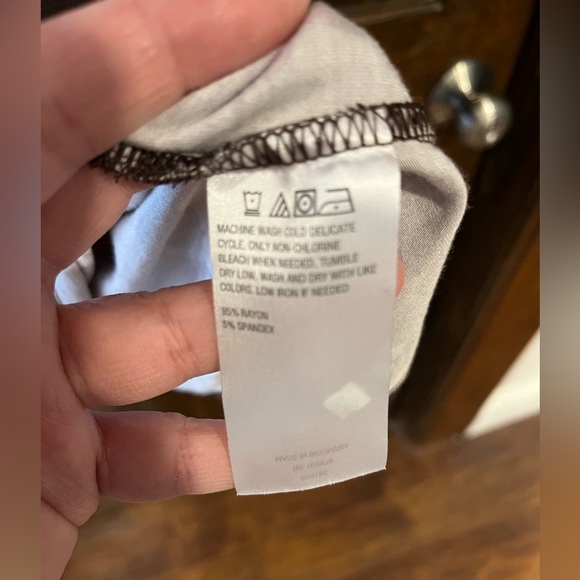 MACHINE WASH COLD DELICATE
CYCLE, ONLY NON-CHLORINE
BLEACH WHEN NEEDED, TUMBLE
DRY LOW, WASH AND DRY WITH LIKE
COLORS, LOW IRON IF NEEDED
95% RAYON
5% SPANDEX